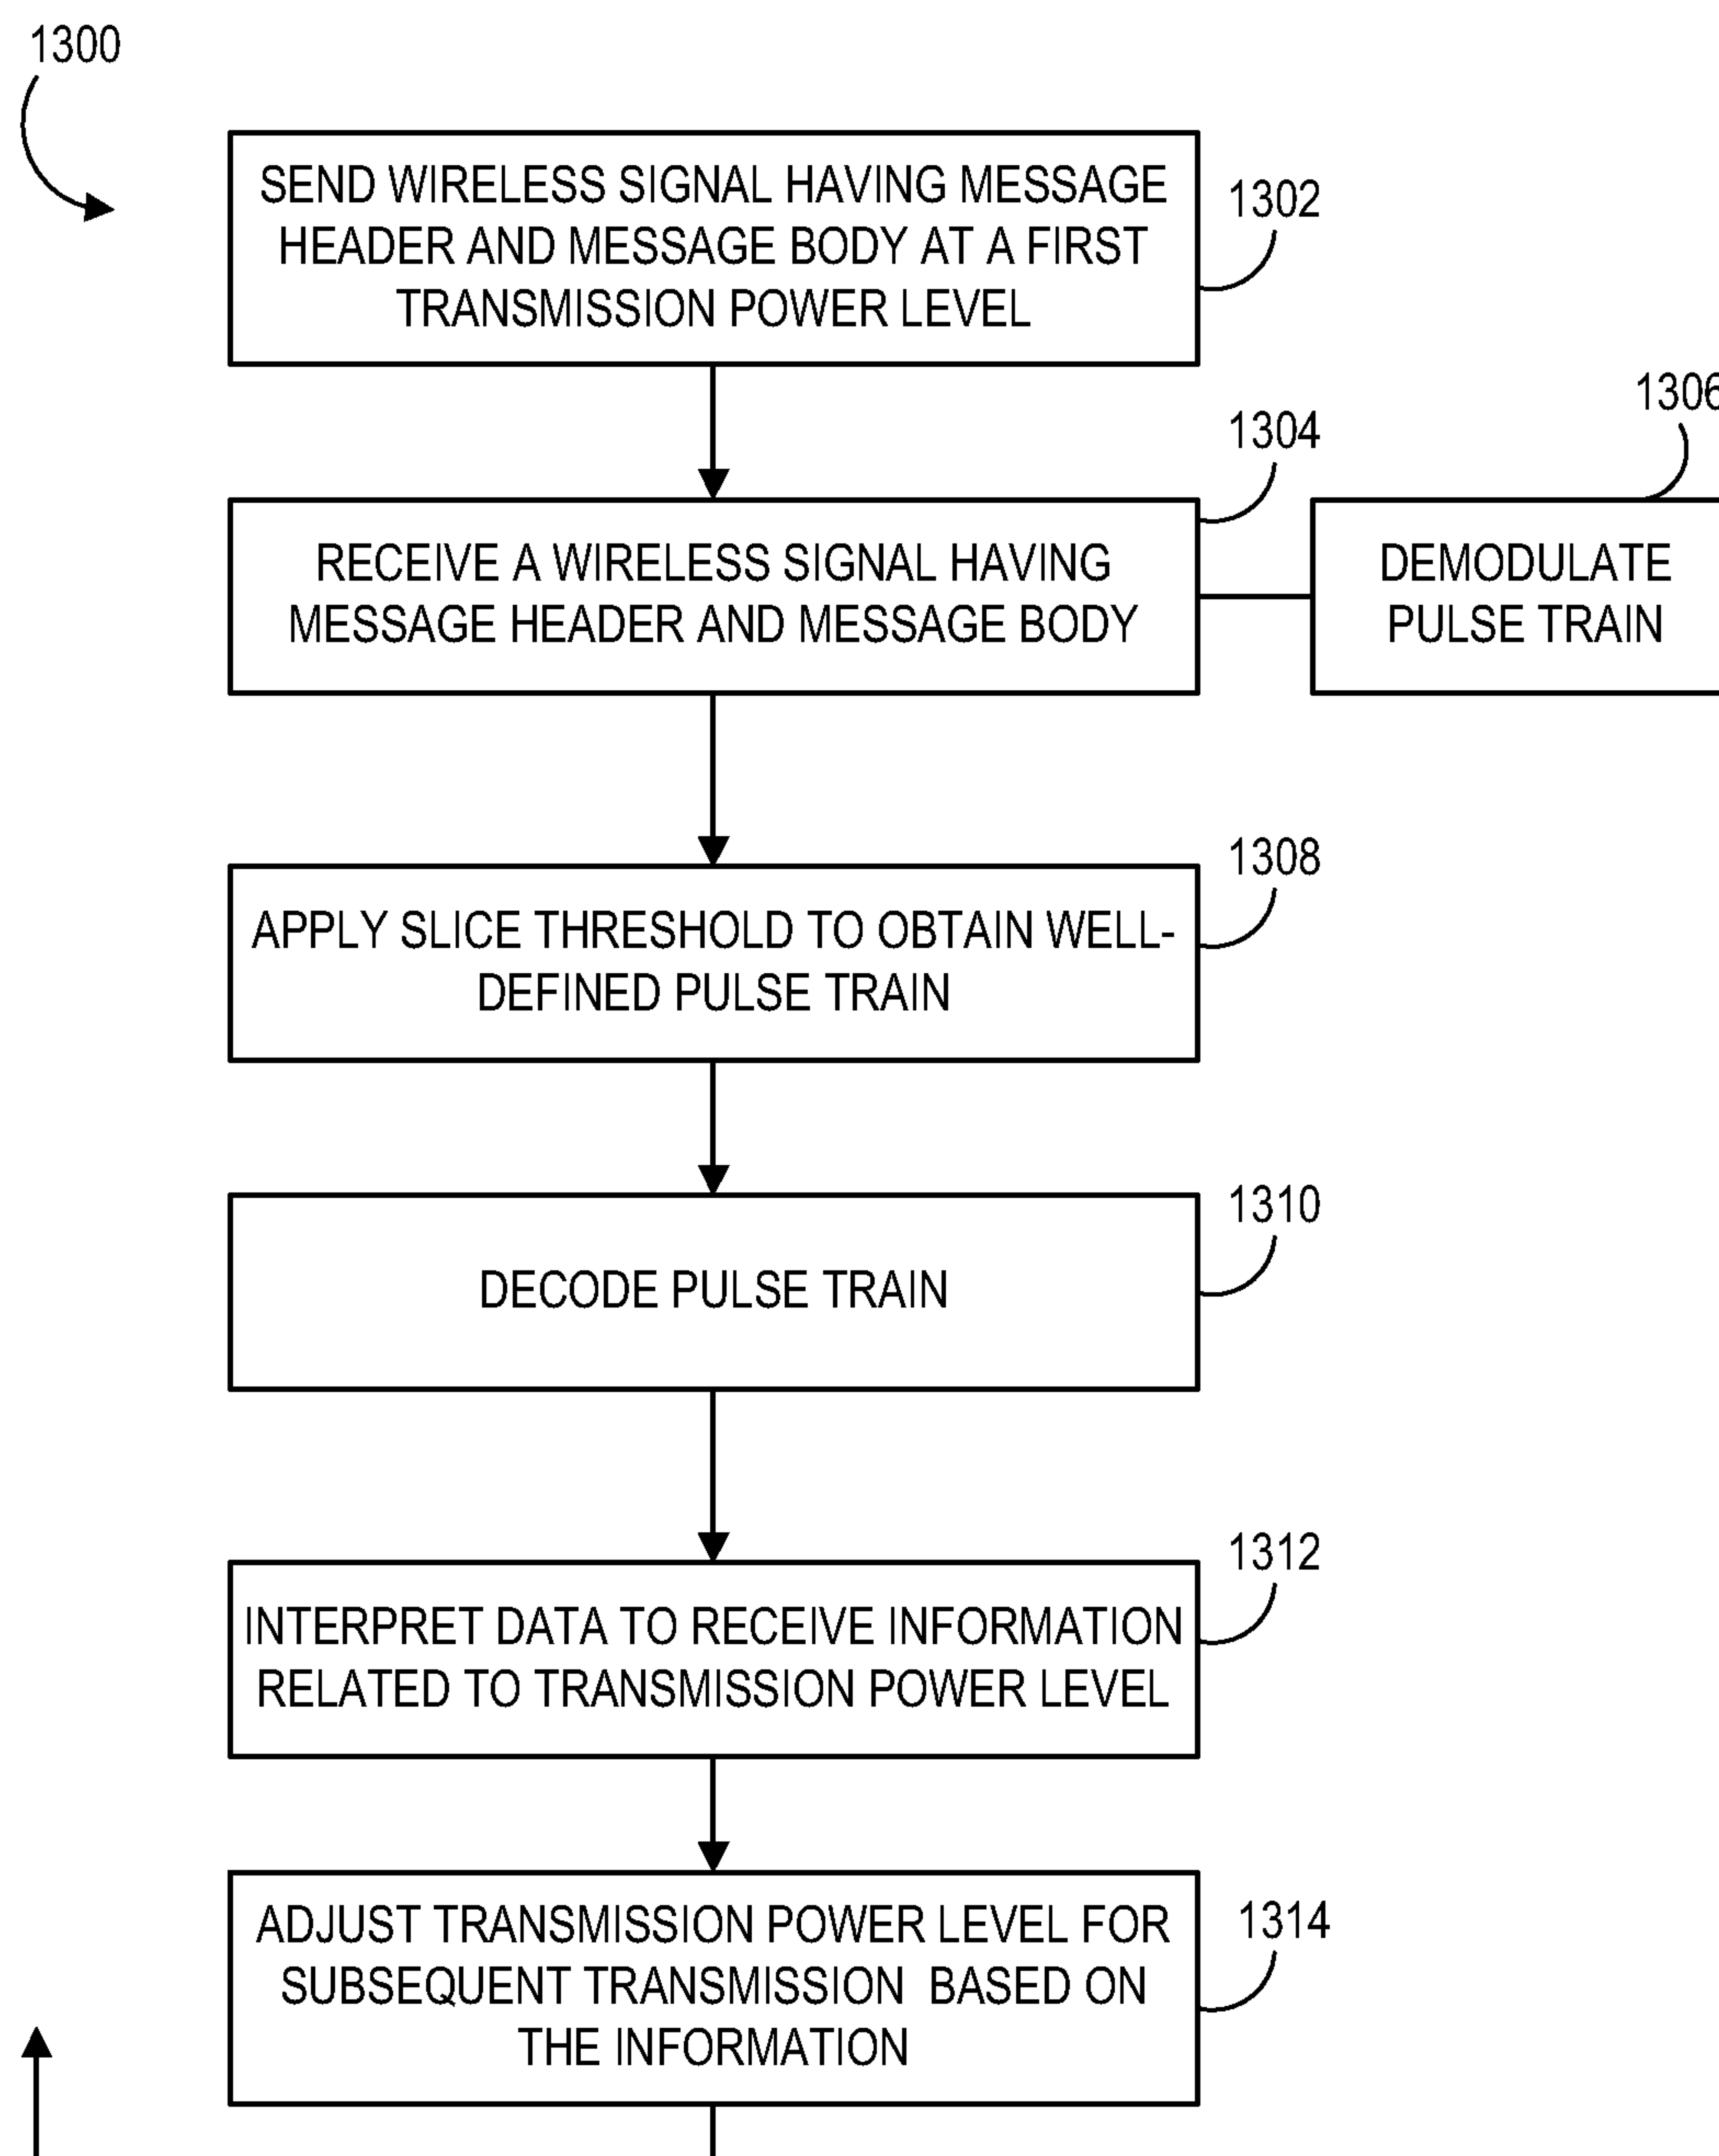 1300
SEND WIRELESS SIGNAL HAVING MESSAGE
HEADER AND MESSAGE BODY AT A FIRST
TRANSMISSION POWER LEVEL
1302
1304
1306
RECEIVE A WIRELESS SIGNAL HAVING
MESSAGE HEADER AND MESSAGE BODY
DEMODULATE
PULSE TRAIN
1308
APPLY SLICE THRESHOLD TO OBTAIN WELL-
DEFINED PULSE TRAIN
1310
DECODE PULSE TRAIN
1312
INTERPRET DATA TO RECEIVE INFORMATION
RELATED TO TRANSMISSION POWER LEVEL
1314
ADJUST TRANSMISSION POWER LEVEL FOR
SUBSEQUENT TRANSMISSION BASED ON
THE INFORMATION